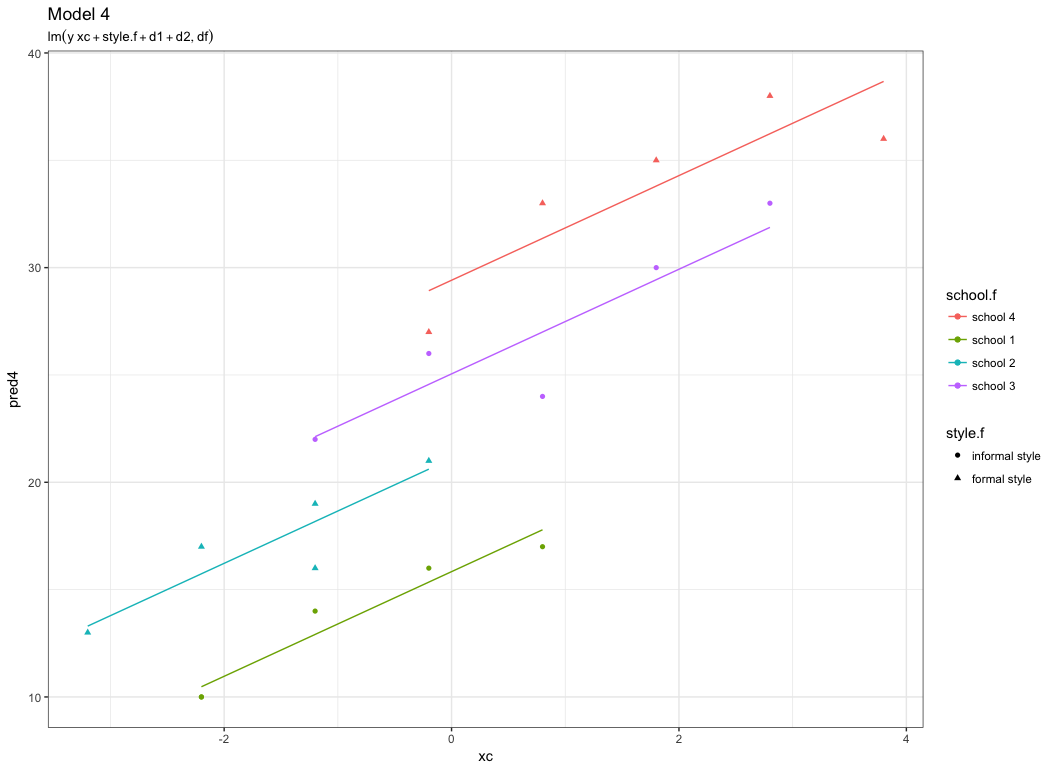 Model 4
lm(y xc + style.f + d1 + d2, df)
40
30
20
10
pred4
-2
0
2
4
xc
school.f
school 4
school 1
school 2
school 3
style.f
informal style
formal style